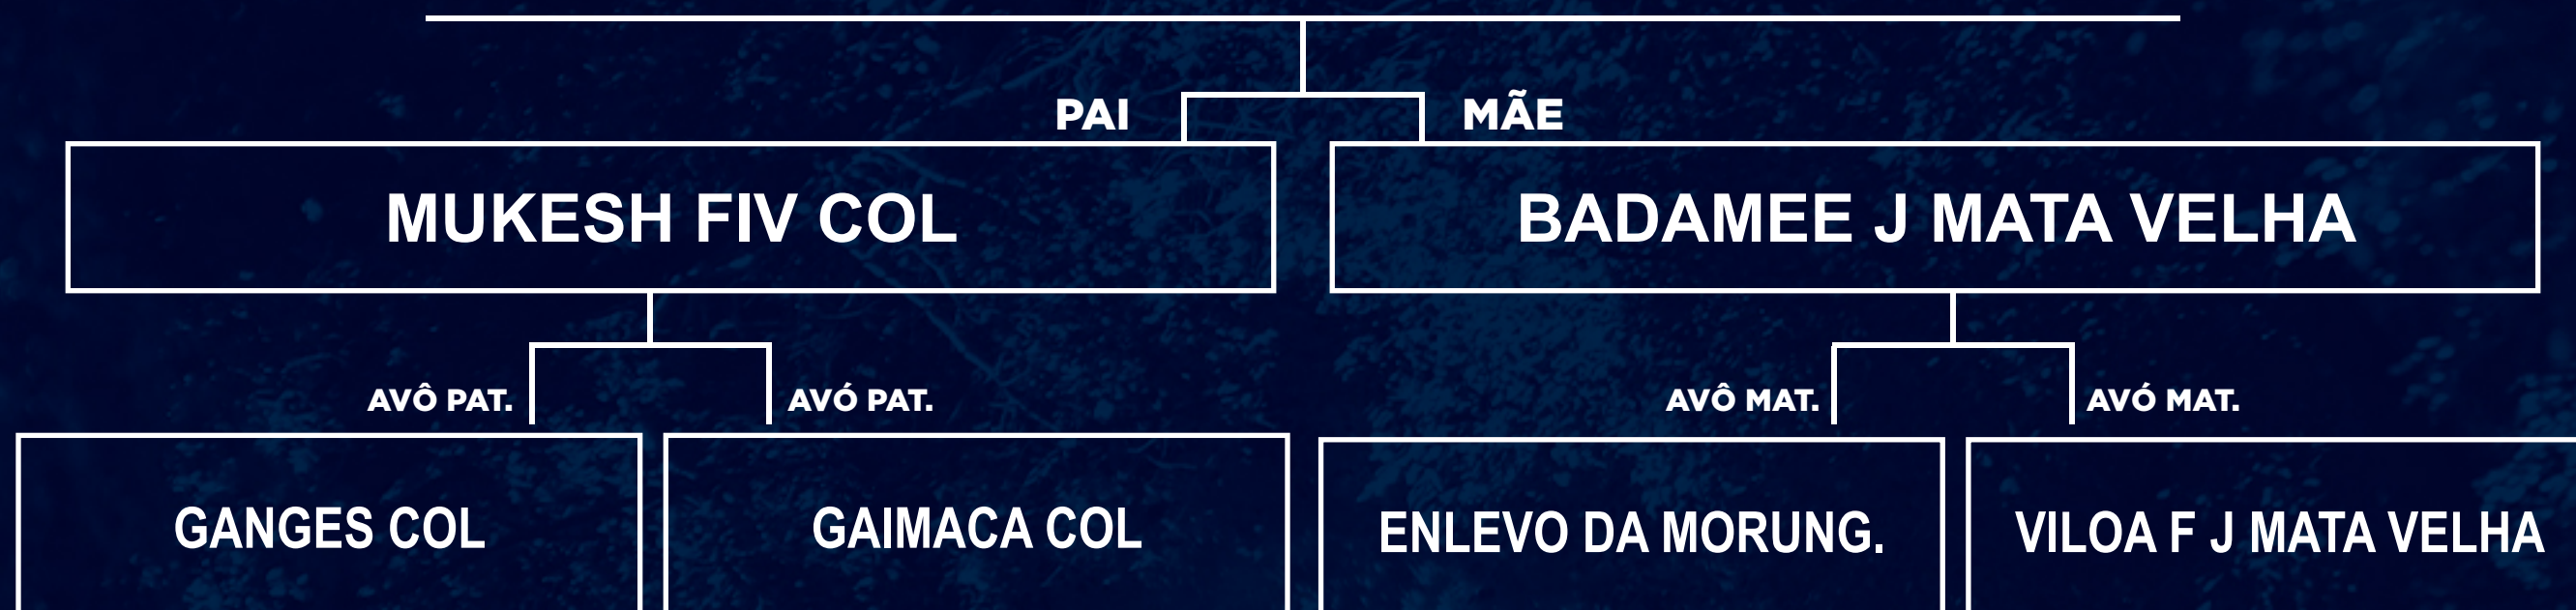 PAI
MÃE
MUKESH FIV COL
BADAMEE J MATA VELHA
AVÔ PAT.
AVÓ PAT.
AVÔ MAT.
AVÓ MAT.
GANGES COL
GAIMACA COL
ENLEVO DA MORUNG.
VILOA F J MATA VELHA